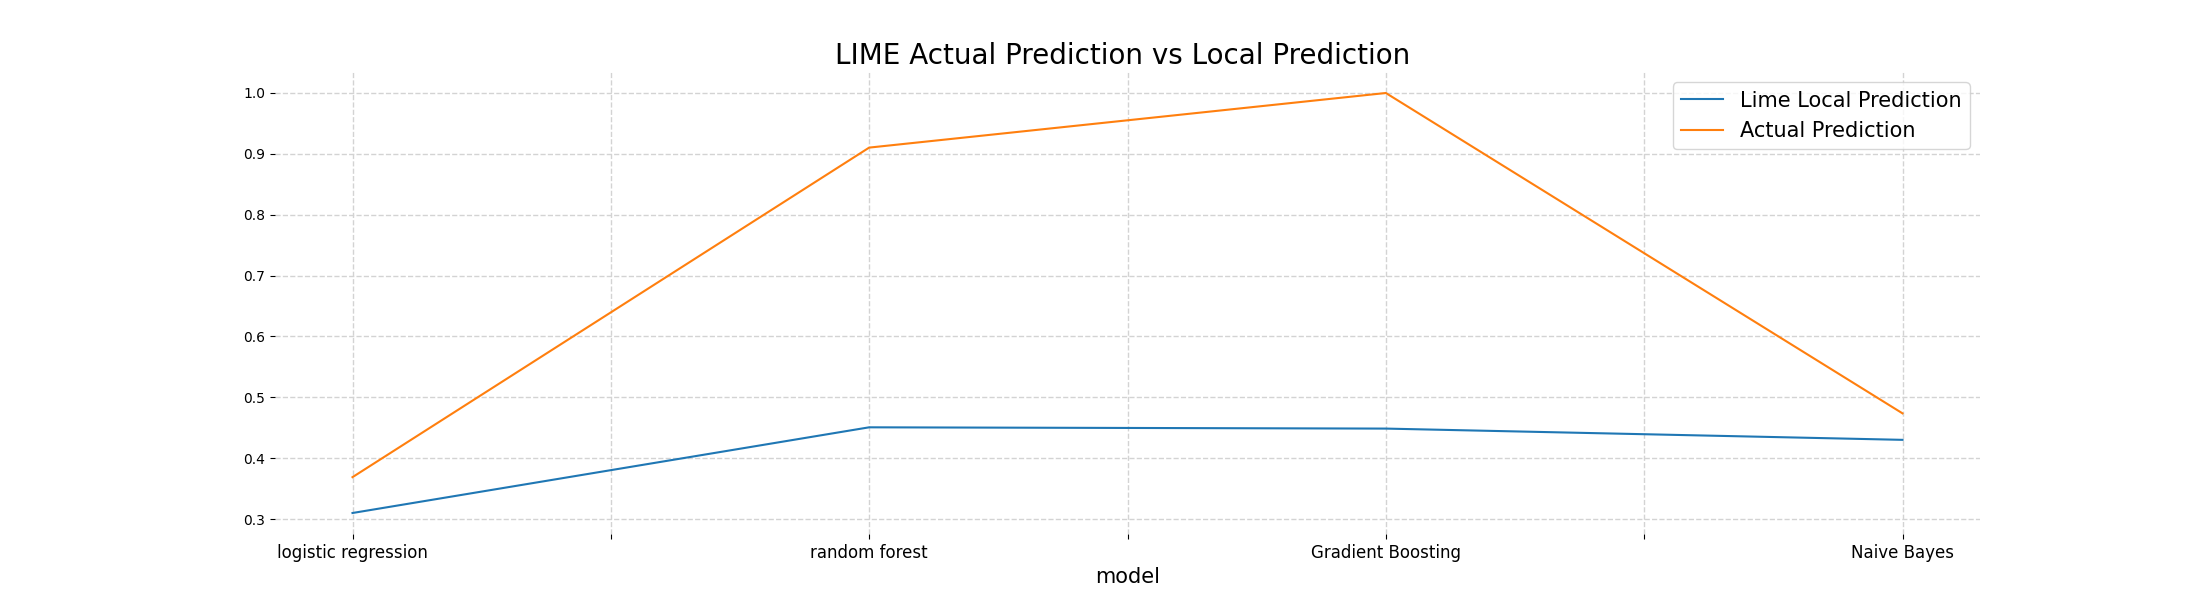 LIME Actual Prediction vs Local Prediction
Lime Local Prediction
Actual Prediction
1.0
0.9
0.8
0.7
0.6
0.5
0.4
0.3
logistic regression random forest Gradient Boosting Naive Bayes
model